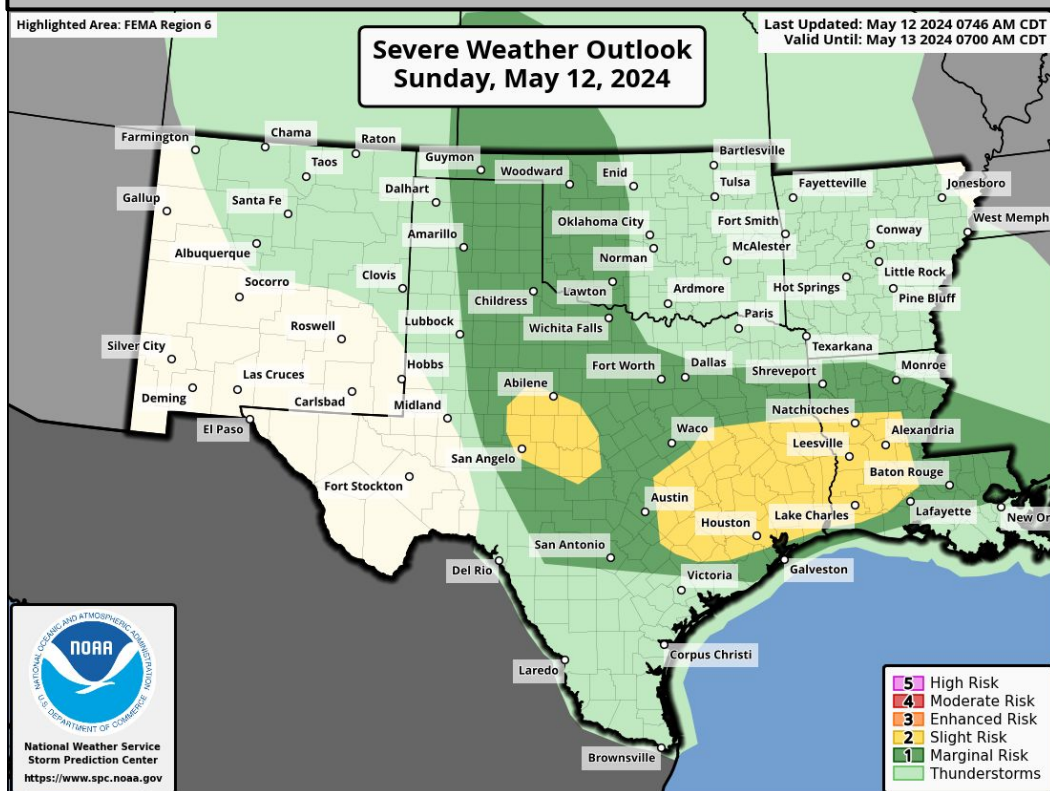 Highlighted Area: FEMA Region 6
Last Updated: May 12 2024 0746 AM CDT
Valid Until: May 13 2024 0700 AM CDT
Severe Weather Outlook
Sunday, May 12, 2024
Farmington
Chama
Raton
Taos
Guymon
Woodward
Enid
Bartlesville
Tulsa
Fayetteville
Jonesboro
Gallup
Santa Fe
Dalhart
Oklahoma City
Fort Smith
Conway
West Memph
Albuquerque
Amarillo
Norman
McAlester
Little Rock
Socorro
Clovis
Childress
Lawton
Ardmore
Hot Springs
Pine Bluff
Roswell
Lubbock
Wichita Falls
Paris
Texarkana
Silver City
Las Cruces
Hobbs
Fort Worth
Dallas
Shreveport
Monroe
Deming
Carlsbad
Midland
Abilene
Natchitoches
El Paso
Waco
Leesville
Alexandria
San Angelo
Baton Rouge
Fort Stockton
Austin
Houston
Lake Charles
Lafayette
New Or
San Antonio
Del Rio
Victoria
Galveston
Laredo
Corpus Christi
Brownsville
NATIONAL OCEANIC AND ATMOSPHERIC ADMINISTRATION
NOAA
U.S. DEPARTMENT OF COMMERCE
National Weather Service
Storm Prediction Center
https://www.spc.noaa.gov
5 High Risk
4 Moderate Risk
3 Enhanced Risk
2 Slight Risk
1 Marginal Risk
Thunderstorms